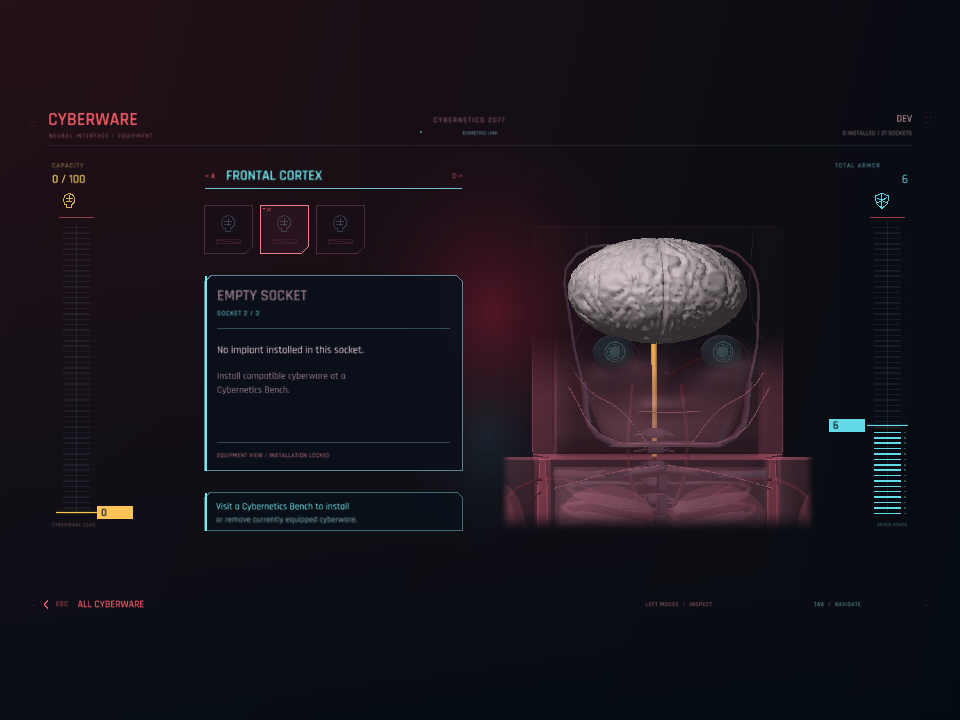 CYBERWARE
NEURAL INTERFACE / EQUIPMENT
CYBERNETICS 2077
BIOMETRIC LINK
DEV
0 INSTALLED / 21 SOCKETS
CAPACITY
0 / 100
TOTAL ARMOR
6
< A FRONTAL CORTEX D >
EMPTY SOCKET
SOCKET 2 / 3
No implant installed in this socket.
Install compatible cyberware at a
Cybernetics Bench.
EQUIPMENT VIEW / INSTALLATION LOCKED
Visit a Cybernetics Bench to install
or remove currently equipped cyberware.
6
0
CYBERWARE LOAD
ARMOR POINTS
ESC ALL CYBERWARE
LEFT MOUSE / INSPECT
TAB / NAVIGATE